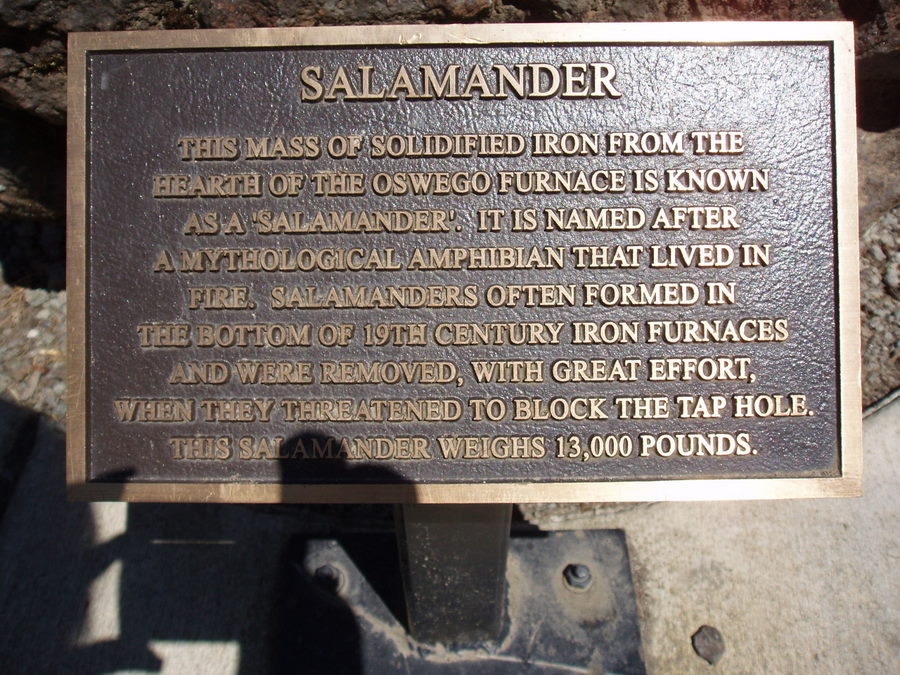 SALAMANDER
THIS MASS OF SOLIDIFIED IRON FROM THE
HEARTH OF THE OSWEGO FURNACE IS KNOWN
AS A 'SALAMANDER'. IT IS NAMED AFTER
A MYTHOLOGICAL AMPHIBIAN THAT LIVED IN
FIRE. SALAMANDERS OFTEN FORMED IN
THE BOTTOM OF 19TH CENTURY IRON FURNACES
AND WERE REMOVED, WITH GREAT EFFORT,
WHEN THEY THREATENED TO BLOCK THE TAP HOLE.
THIS SALAMANDER WEIGHS 13,000 POUNDS.